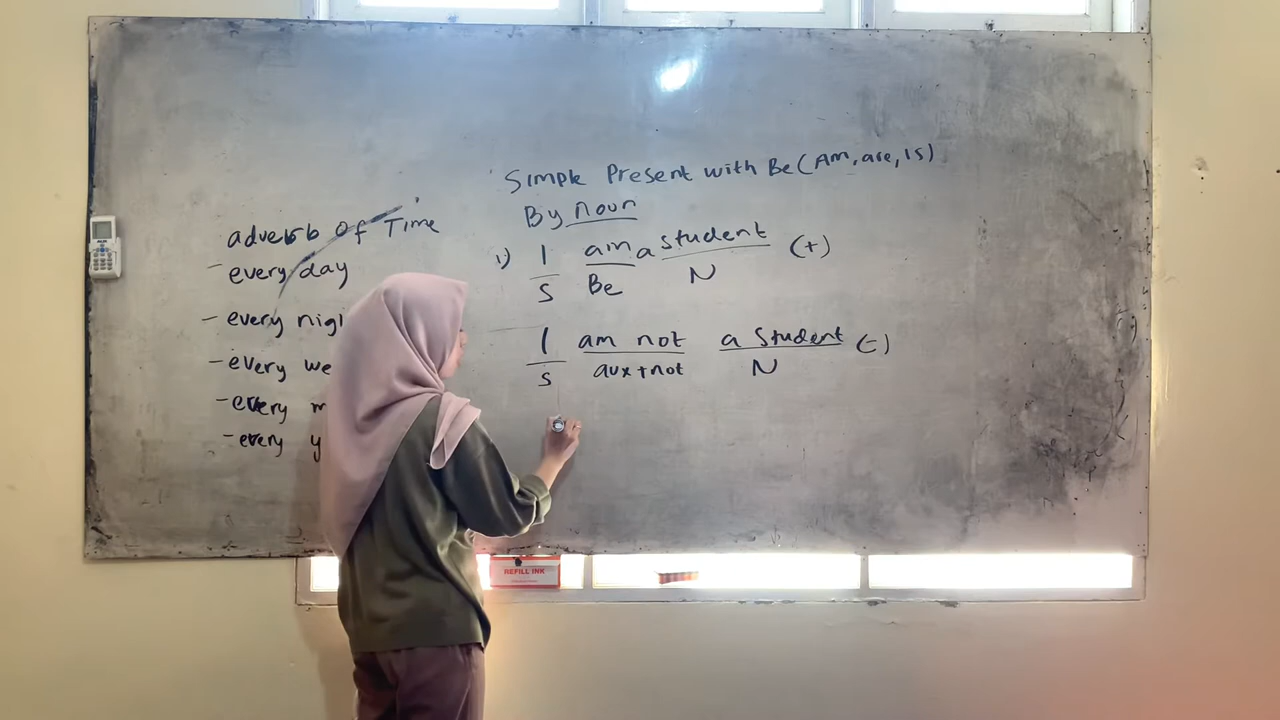 Simple Present with Be (Am, are, is)
By noun
1) I am a student (+)
S Be N
I am not a student (-)
S aux+not N
adverb Of Time
- every day
- every
- every
- every
- every
REFILL INK